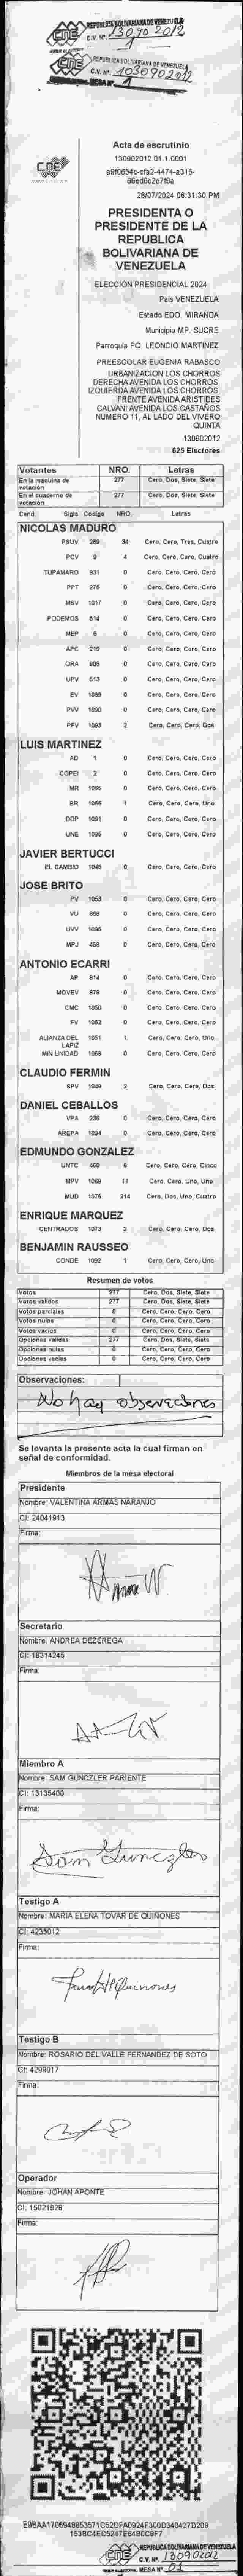 CNE REPUBLICA BOLIVARIANA DE VENEZUELA
C.V. Nº 13090 2012
1
CNE REPUBLICA BOLIVARIANA DE VENEZUELA
C.V. Nº 130902012
MESA Nº 1
CNE
Acta de escrutinio
130902012.01.1.0001
a9f0654c-cfa2-4474-a316-
66ed6c2e7f9a
28/07/2024 06:31:30 PM
PRESIDENTA O
PRESIDENTE DE LA
REPUBLICA
BOLIVARIANA DE
VENEZUELA
ELECCIÓN PRESIDENCIAL 2024
País VENEZUELA
Estado EDO. MIRANDA
Municipio MP. SUCRE
Parroquia PQ. LEONCIO MARTINEZ
PREESCOLAR EUGENIA RABASCO
URBANIZACION LOS CHORROS
DERECHA AVENIDA LOS CHORROS.
IZQUIERDA AVENIDA LOS CHORROS.
FRENTE AVENIDA ARISTIDES
CALVANI AVENIDA LOS CASTAÑOS
NÚMERO 11, AL LADO DEL VIVERO
QUINTA
130902012
625 Electores
Votantes NRO. Letras
En la máquina de votación 277 Cero, Dos, Siete, Siete
En el cuaderno de votación 277 Cero, Dos, Siete, Siete
Cand. Sigla Código NRO. Letras
NICOLAS MADURO
PSUV 269 34 Cero, Cero, Tres, Cuatro
PCV 9 4 Cero, Cero, Cero, Cuatro
TUPAMARO 931 0 Cero, Cero, Cero, Cero
PPT 276 0 Cero, Cero, Cero, Cero
MSV 1017 0 Cero, Cero, Cero, Cero
PODEMOS 514 0 Cero, Cero, Cero, Cero
MEP 6 0 Cero, Cero, Cero, Cero
APC 219 0 Cero, Cero, Cero, Cero
ORA 906 0 Cero, Cero, Cero, Cero
UPV 613 0 Cero, Cero, Cero, Cero
EV 1089 0 Cero, Cero, Cero, Cero
PVV 1090 0 Cero, Cero, Cero, Cero
PFV 1093 2 Cero, Cero, Cero, Dos
LUIS MARTINEZ
AD 1 0 Cero, Cero, Cero, Cero
COPEI 2 0 Cero, Cero, Cero, Cero
MR 1065 0 Cero, Cero, Cero, Cero
BR 1066 1 Cero, Cero, Cero, Uno
DDP 1091 0 Cero, Cero, Cero, Cero
UNE 1095 0 Cero, Cero, Cero, Cero
JAVIER BERTUCCI
EL CAMBIO 1048 0 Cero, Cero, Cero, Cero
JOSE BRITO
PV 1053 0 Cero, Cero, Cero, Cero
VU 868 0 Cero, Cero, Cero, Cero
UVV 1096 0 Cero, Cero, Cero, Cero
MPJ 458 0 Cero, Cero, Cero, Cero
ANTONIO ECARRI
AP 814 0 Cero, Cero, Cero, Cero
MOVEV 879 0 Cero, Cero, Cero, Cero
CMC 1050 0 Cero, Cero, Cero, Cero
FV 1062 0 Cero, Cero, Cero, Cero
ALIANZA DEL LAPIZ 1051 1 Cero, Cero, Cero, Uno
MIN UNIDAD 1068 0 Cero, Cero, Cero, Cero
CLAUDIO FERMIN
SPV 1049 2 Cero, Cero, Cero, Dos
DANIEL CEBALLOS
VPA 236 0 Cero, Cero, Cero, Cero
AREPA 1094 0 Cero, Cero, Cero, Cero
EDMUNDO GONZALEZ
UNTC 460 5 Cero, Cero, Cero, Cinco
MPV 1069 11 Cero, Cero, Uno, Uno
MUD 1075 214 Cero, Dos, Uno, Cuatro
ENRIQUE MARQUEZ
CENTRADOS 1073 2 Cero, Cero, Cero, Dos
BENJAMIN RAUSSEO
CONDE 1092 1 Cero, Cero, Cero, Uno
Resumen de votos
Votos 277 Cero, Dos, Siete, Siete
Votos validos 277 Cero, Dos, Siete, Siete
Votos parciales 0 Cero, Cero, Cero, Cero
Votos nulos 0 Cero, Cero, Cero, Cero
Votos vacios 0 Cero, Cero, Cero, Cero
Opciones validas 277 Cero, Dos, Siete, Siete
Opciones nulas 0 Cero, Cero, Cero, Cero
Opciones vacias 0 Cero, Cero, Cero, Cero
Observaciones:
No hay observaciones
Se levanta la presente acta la cual firman en
señal de conformidad.
Miembros de la mesa electoral
Presidente
Nombre: VALENTINA ARMAS NARANJO
CI: 24041913
Firma:
Secretario
Nombre: ANDREA DEZEREGA
CI: 18314245
Firma:
Miembro A
Nombre: SAM GUNCZLER PARIENTE
CI: 13135400
Firma:
Sam Gunczler
Testigo A
Nombre: MARIA ELENA TOVAR DE QUIÑONES
CI: 4235012
Firma:
Testigo B
Nombre: ROSARIO DEL VALLE FERNANDEZ DE SOTO
CI: 4299017
Firma:
Operador
Nombre: JOHAN APONTE
CI: 15021928
Firma:
CNE REPUBLICA BOLIVARIANA DE VENEZUELA
C.V. Nº 130902012
MESA Nº 01